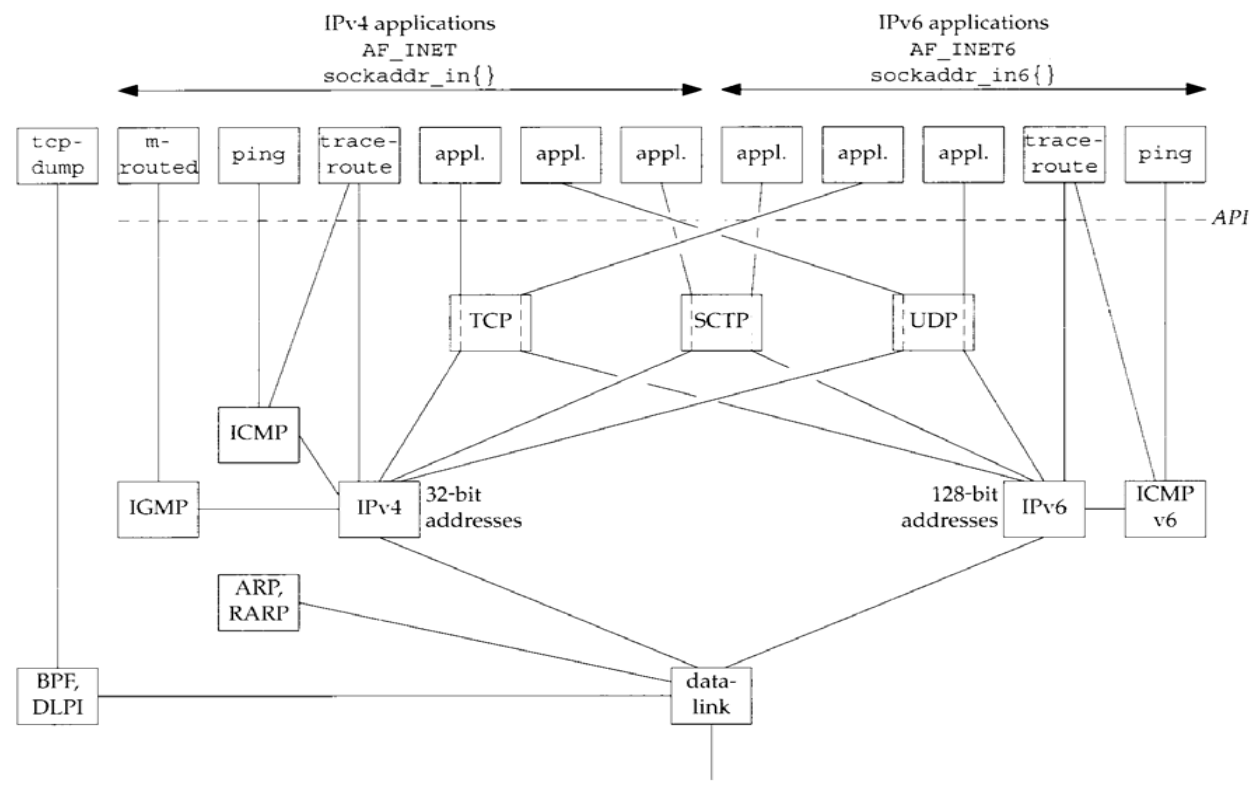 IPv4 applications
AF_INET
sockaddr_in{}
IPv6 applications
AF_INET6
sockaddr_in6{}
tcp-
dump
m-
routed
ping
trace-
route
appl.
appl.
appl.
appl.
appl.
appl.
trace-
route
ping
API
TCP
SCTP
UDP
ICMP
IGMP
IPv4
32-bit
addresses
128-bit
addresses
IPv6
ICMP
v6
ARP,
RARP
BPF,
DLPI
data-
link